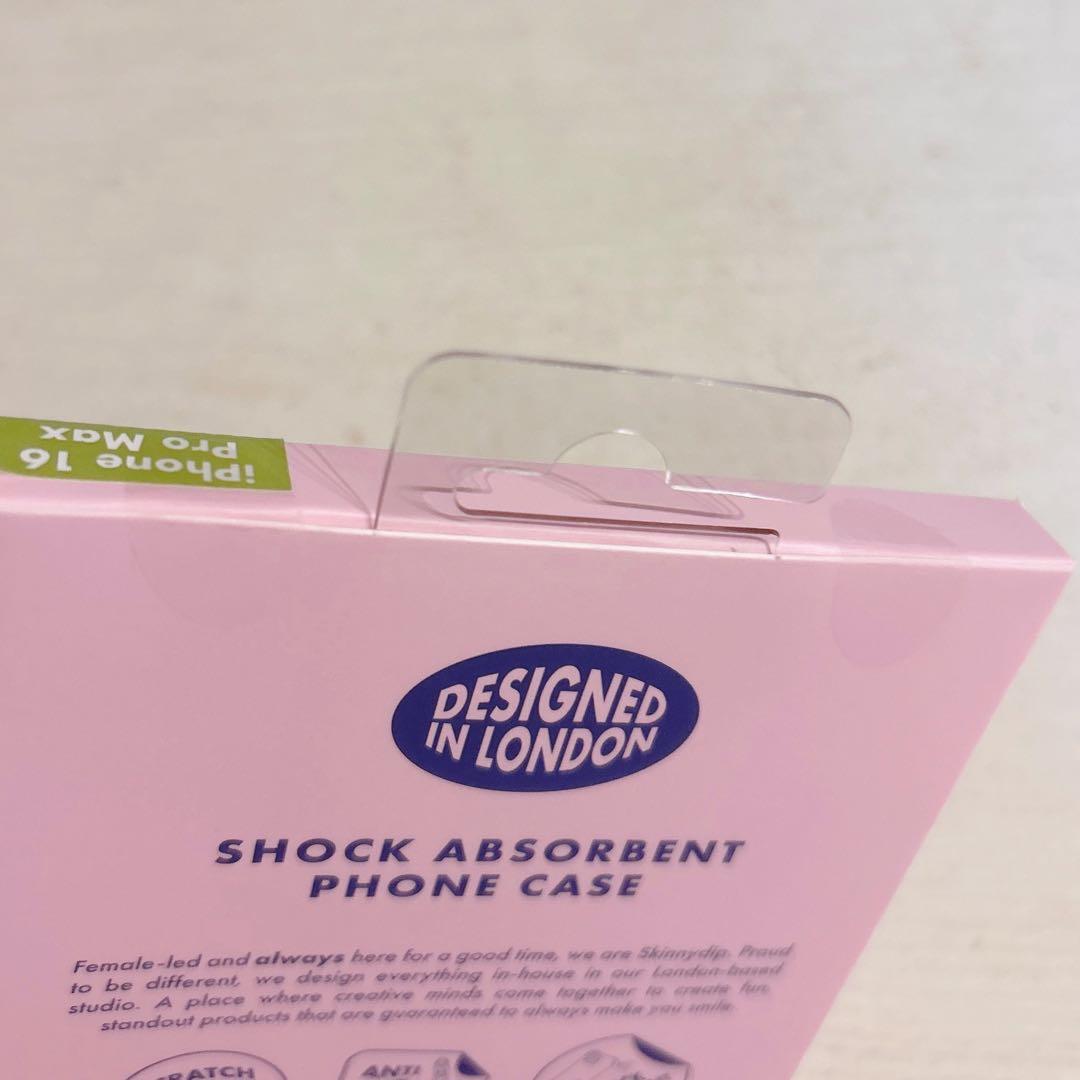 iPhone 16
Pro Max
DESIGNED
IN LONDON
SHOCK ABSORBENT
PHONE CASE
Female-led and always here for a good time, we are Skinnydip. Proud
to be different, we design everything in-house in our London-based
studio. A place where creative minds come together to create fun,
standout products that are guaranteed to always make you smile.
RATCH
ANTI